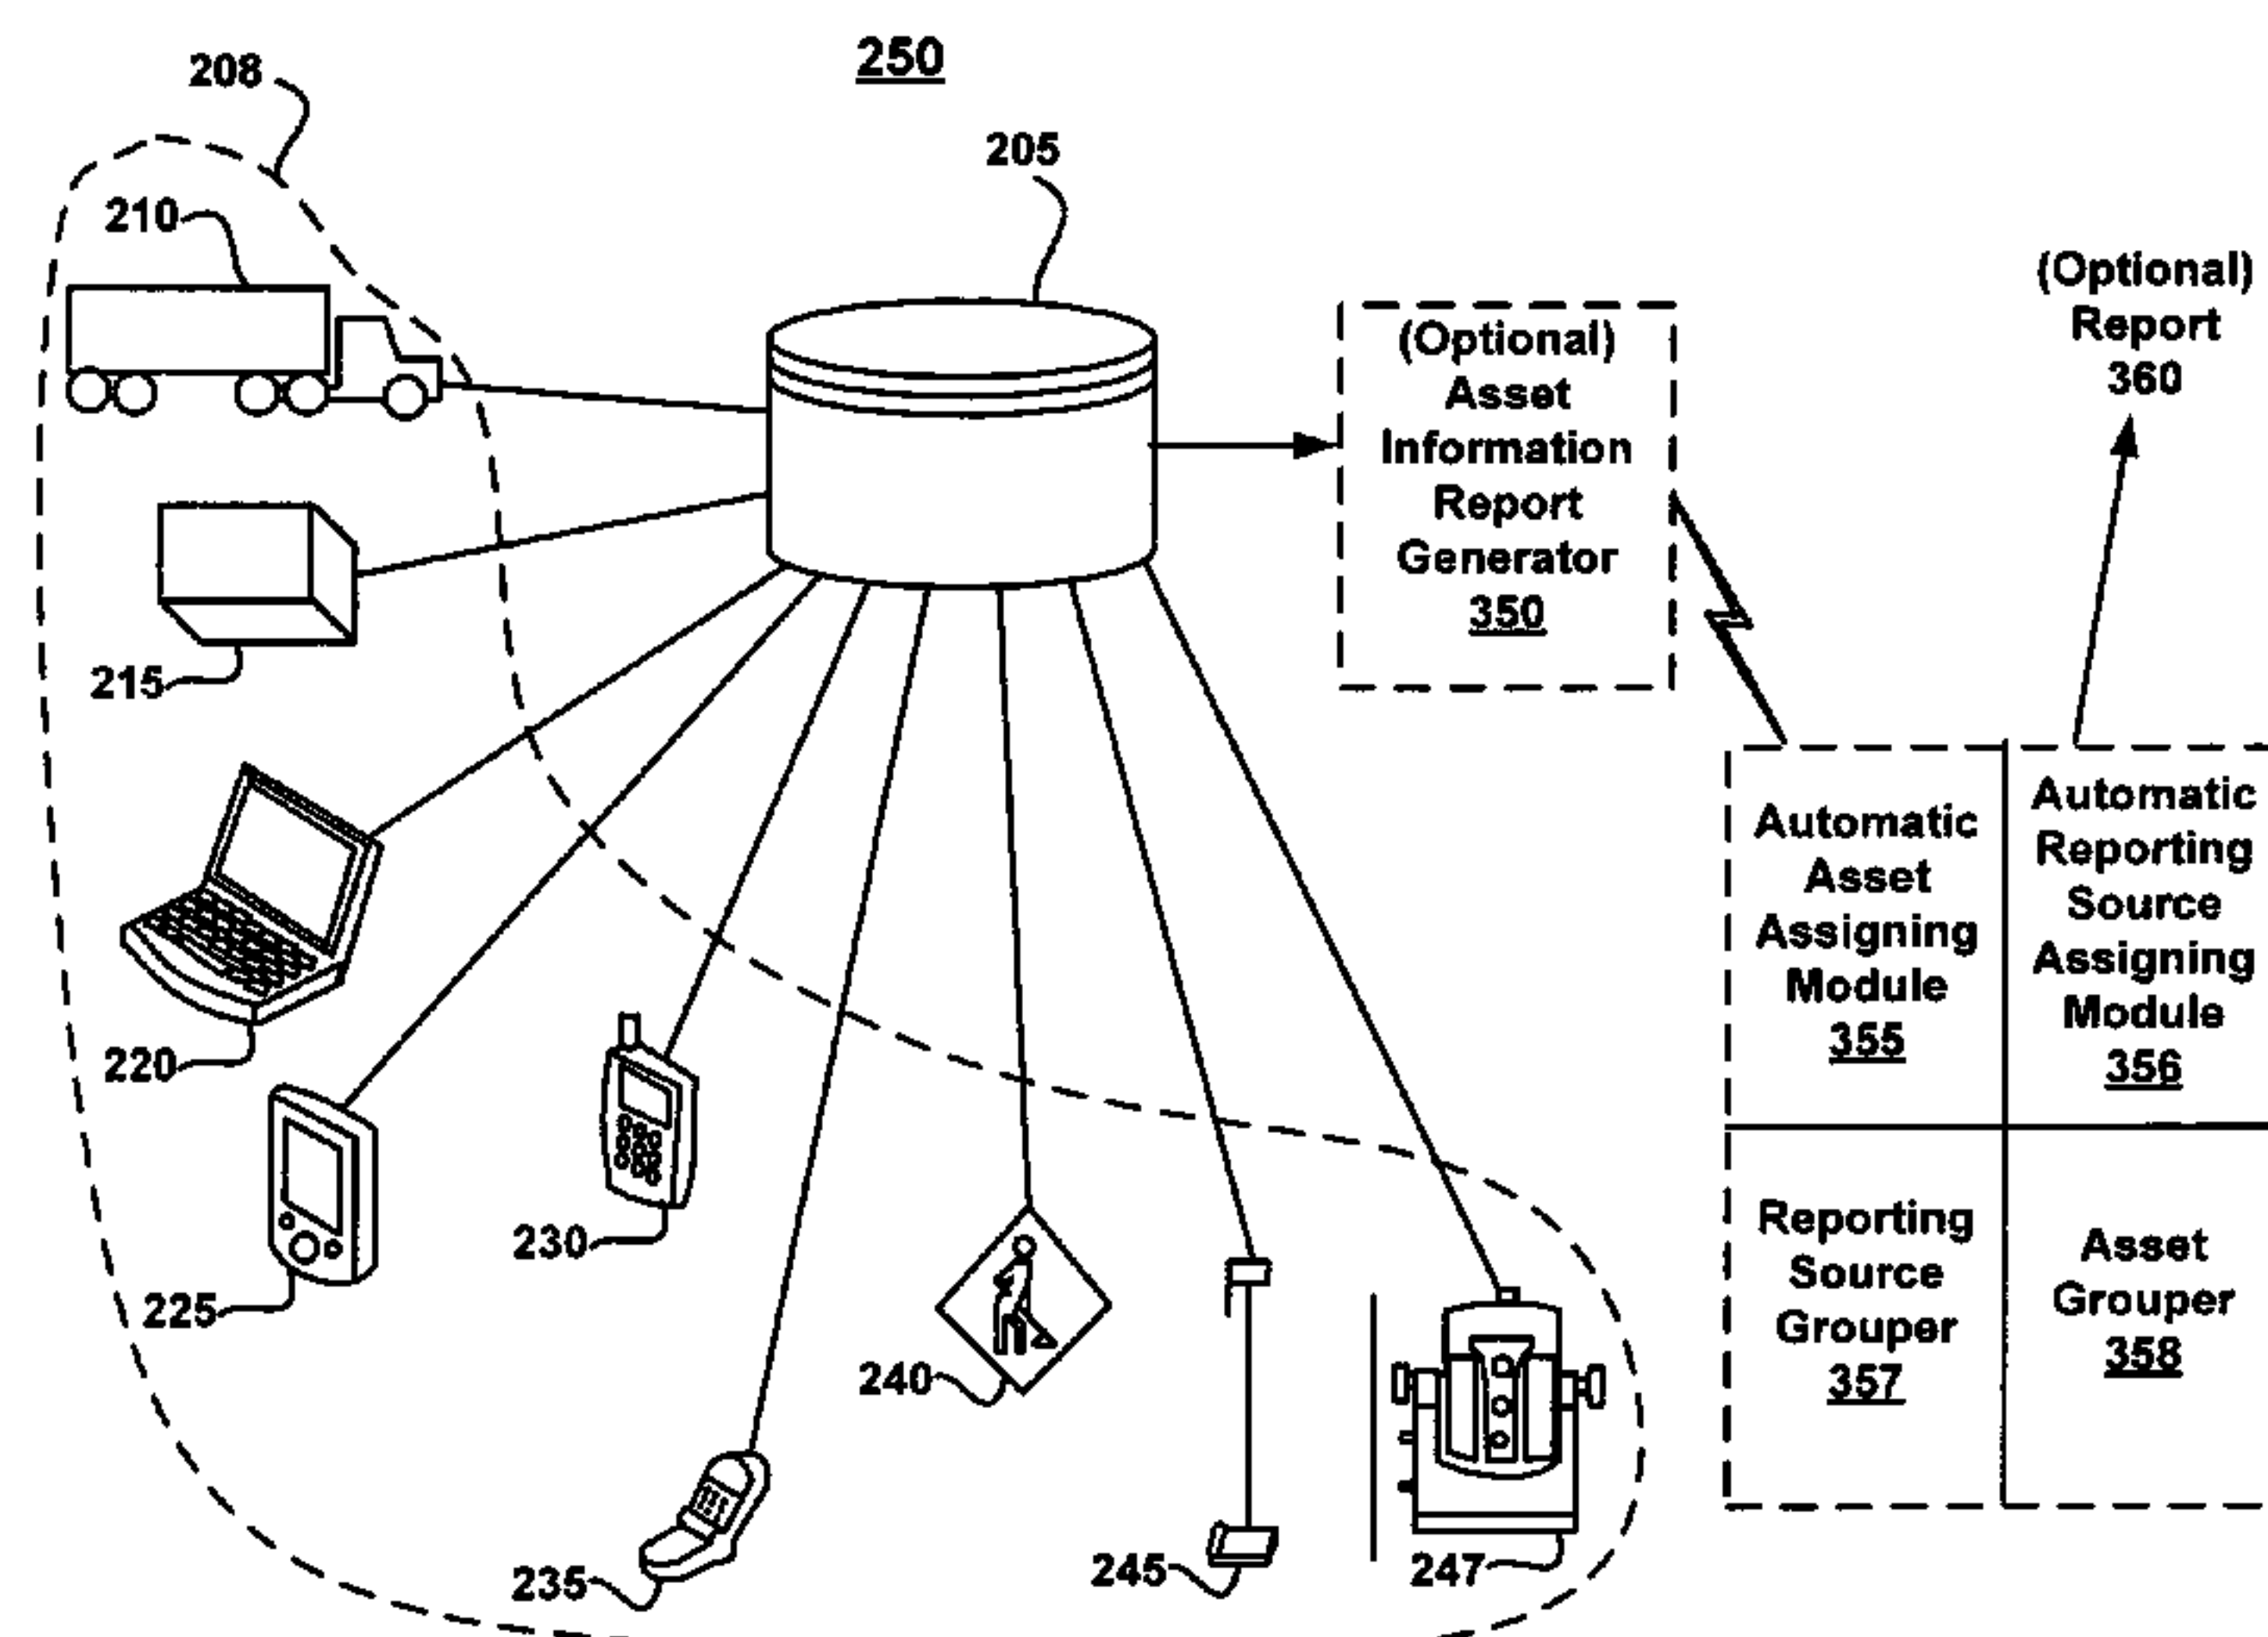 250
208
205
210
(Optional)
Report
360
(Optional)
Asset
Information
Report
Generator
350
215
220
225
230
235
240
245
247
Automatic
Asset
Assigning
Module
355
Automatic
Reporting
Source
Assigning
Module
356
Reporting
Source
Grouper
357
Asset
Grouper
358